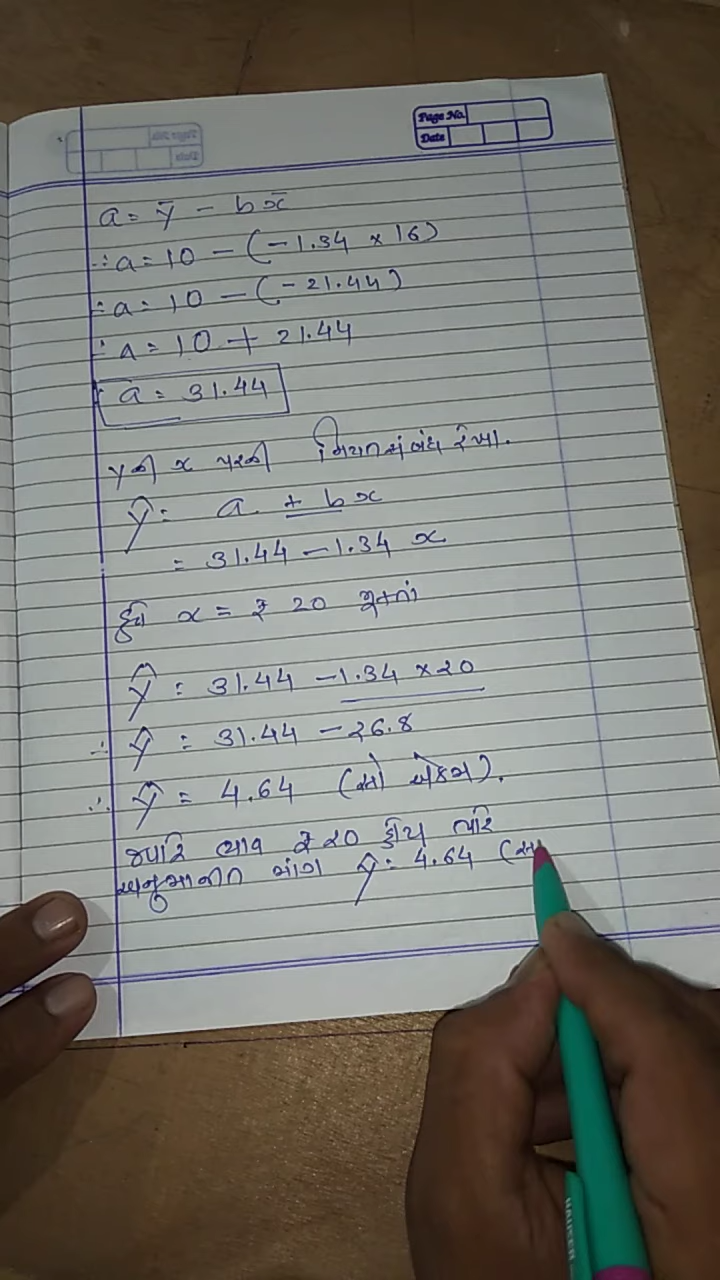 Page No.
Date
a = ȳ - bx̄
∴ a = 10 - (-1.34 × 16)
∴ a = 10 - (-21.44)
∴ a = 10 + 21.44
∴ a = 31.44
yની x પરની નિયતસંબંધ રેખા.
ŷ = a + bx
= 31.44 - 1.34 x
હવે x = ₹ 20 મૂકતાં
ŷ = 31.44 - 1.34 × 20
∴ ŷ = 31.44 - 26.8
∴ ŷ = 4.64 (સો એકમ).
જ્યારે ભાવ ₹ 20 હોય ત્યારે
અનુમાનીત માંગ ŷ = 4.64 (સો